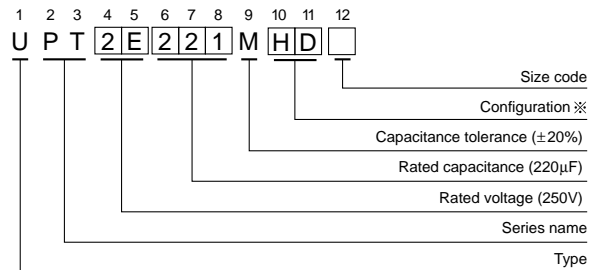 1 2 3 4 5 6 7 8 9 10 11 12
U P T 2 E 2 2 1 M H D
Size code
Configuration ※
Capacitance tolerance (±20%)
Rated capacitance (220μF)
Rated voltage (250V)
Series name
Type